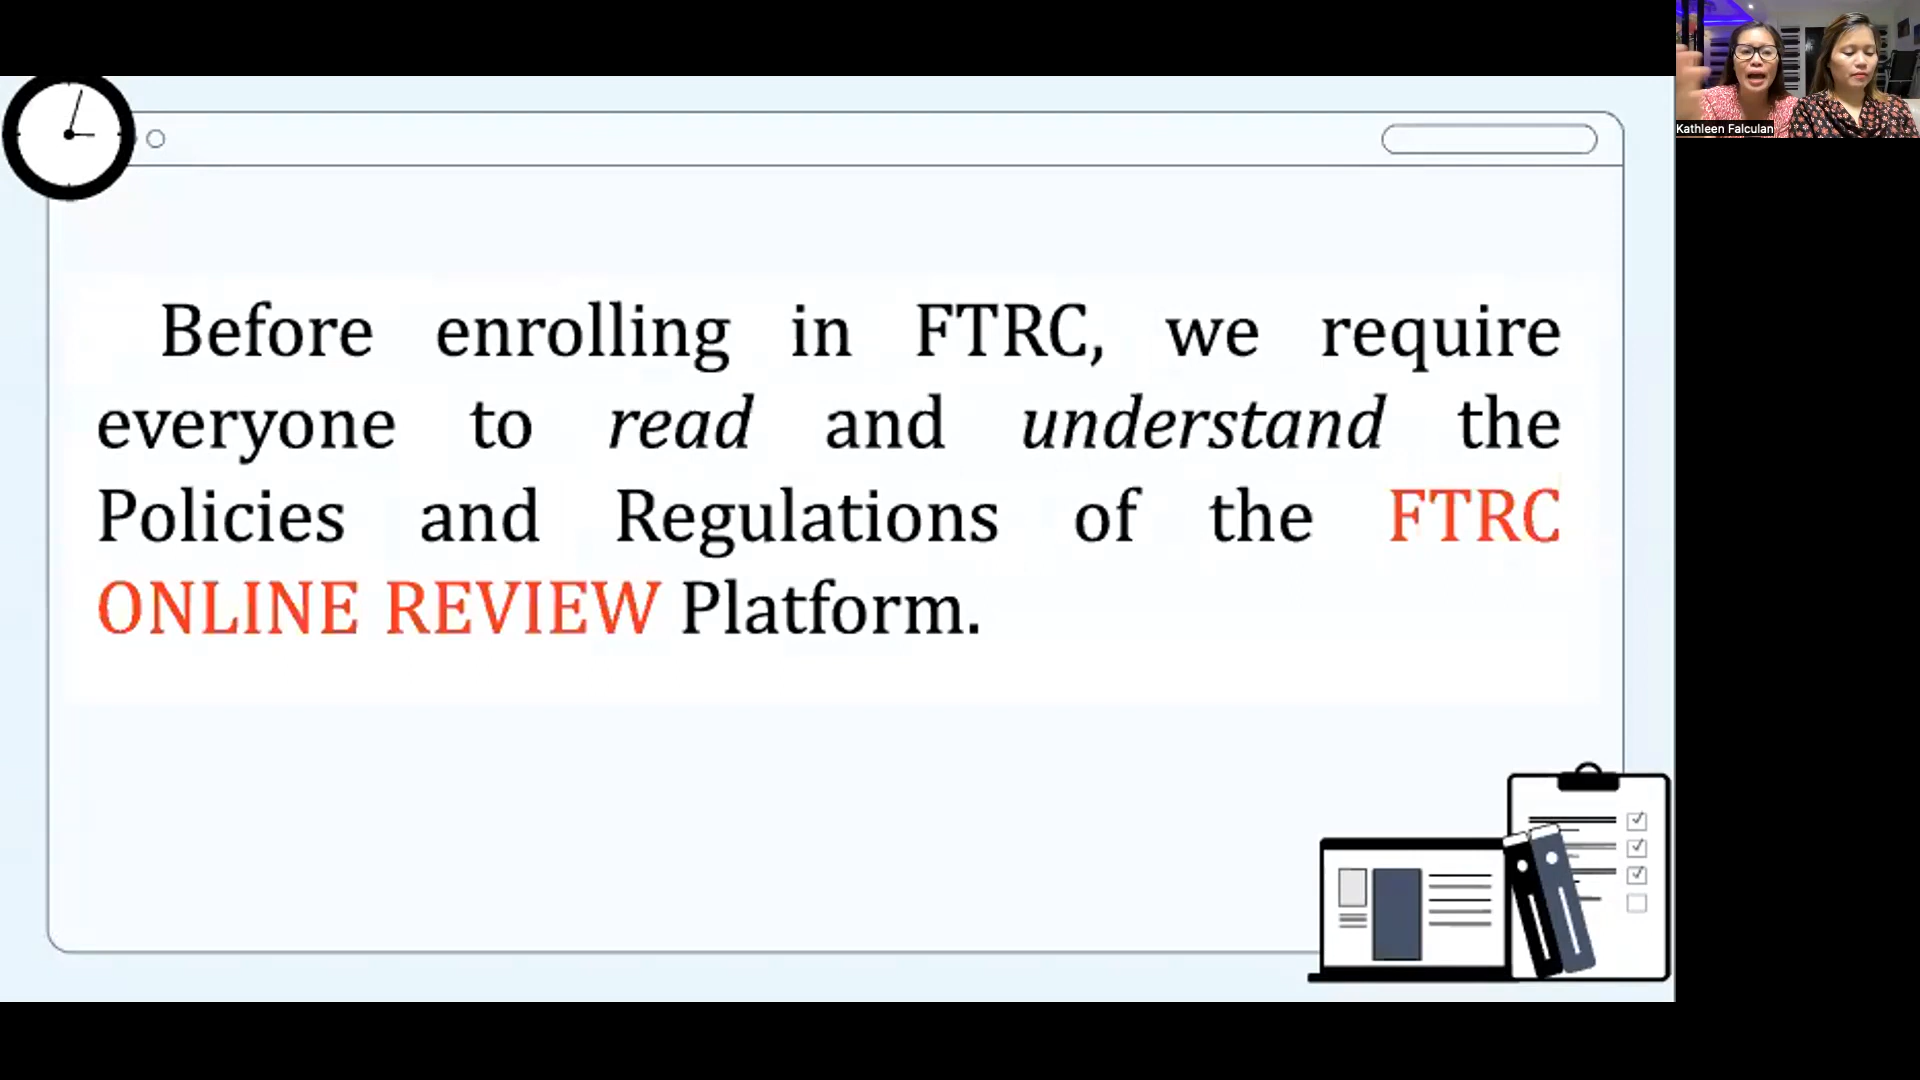 Kathleen Falculan
Before enrolling in FTRC, we require
everyone to read and understand the
Policies and Regulations of the FTRC
ONLINE REVIEW Platform.